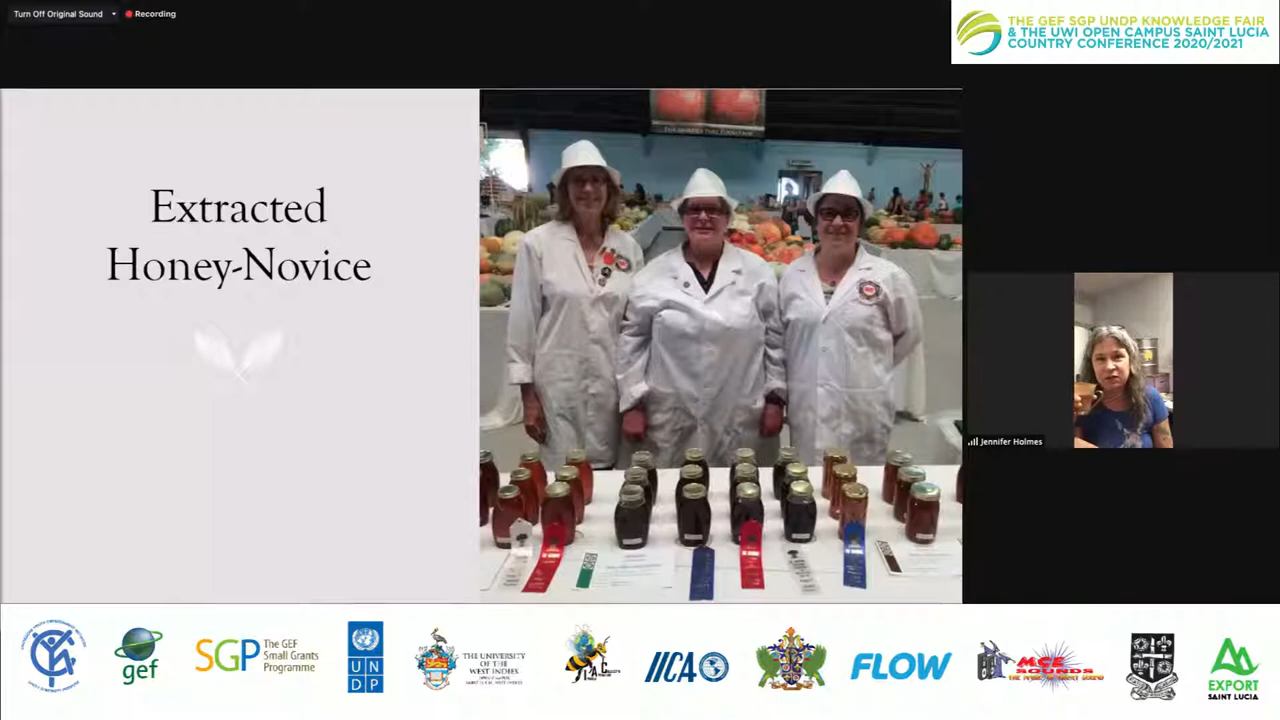 Turn Off Original Sound
Recording
THE GEF SGP UNDP KNOWLEDGE FAIR
& THE UWI OPEN CAMPUS SAINT LUCIA
COUNTRY CONFERENCE 2020/2021
Extracted
Honey-Novice
Jennifer Holmes
gef
SGP
The GEF
Small Grants
Programme
U N
D P
THE UNIVERSITY
OF THE
WEST INDIES
IICA
FLOW
MCE
SOUNDS
EXPORT
SAINT LUCIA